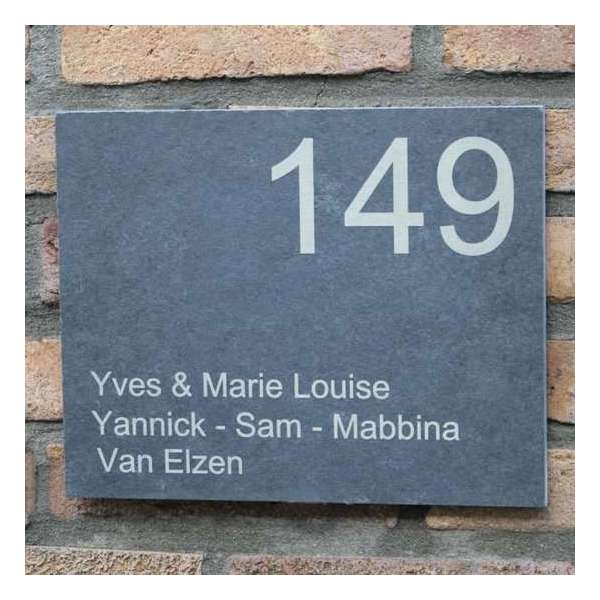 149
Yves & Marie Louise
Yannick - Sam - Mabbina
Van Elzen